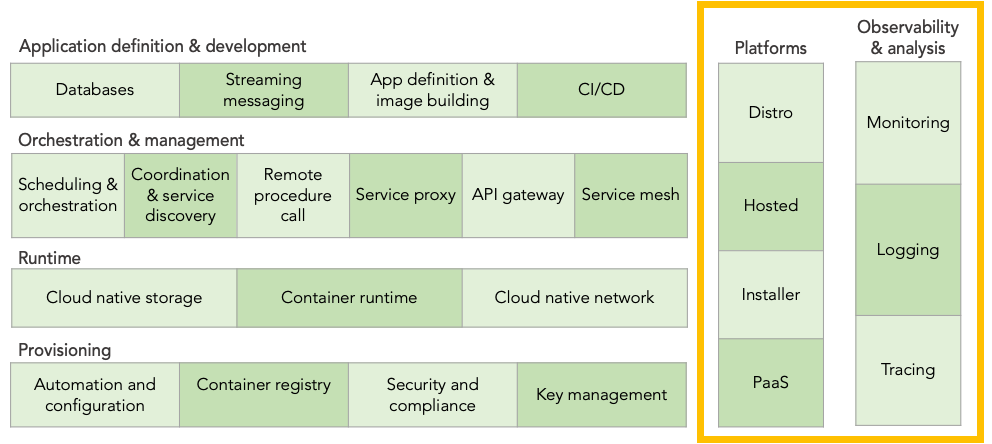 Application definition & development
Databases
Streaming
messaging
App definition &
image building
CI/CD
Orchestration & management
Scheduling &
orchestration
Coordination
& service
discovery
Remote
procedure
call
Service proxy
API gateway
Service mesh
Runtime
Cloud native storage
Container runtime
Cloud native network
Provisioning
Automation and
configuration
Container registry
Security and
compliance
Key management
Platforms
Distro
Hosted
Installer
PaaS
Observability
& analysis
Monitoring
Logging
Tracing